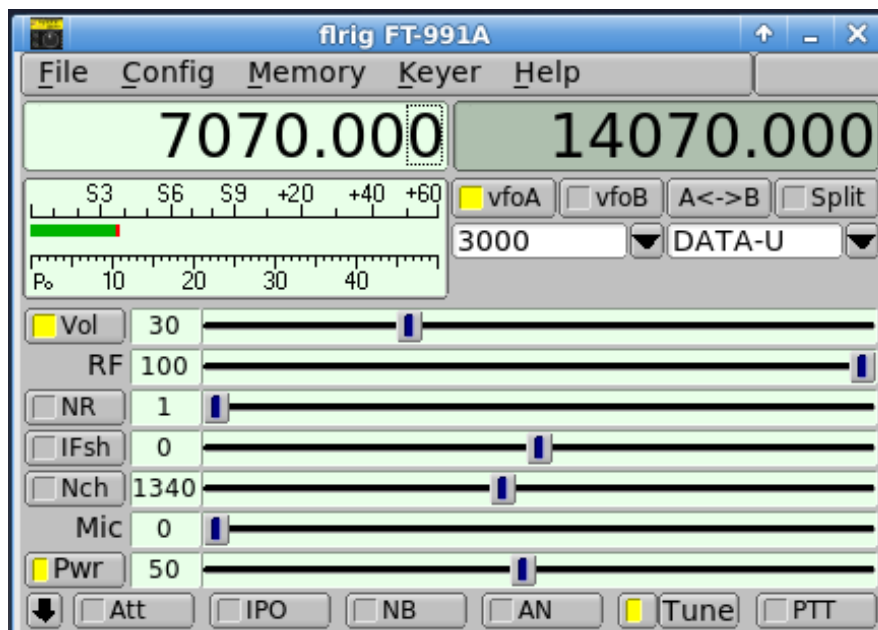 flrig FT-991A
File Config Memory Keyer Help
7070.000 14070.000
S3 S6 S9 +20 +40 +60
vfoA vfoB A<->B Split
3000 DATA-U
Po 10 20 30 40
Vol 30
RF 100
NR 1
IFsh 0
Nch 1340
Mic 0
Pwr 50
Att IPO NB AN Tune PTT